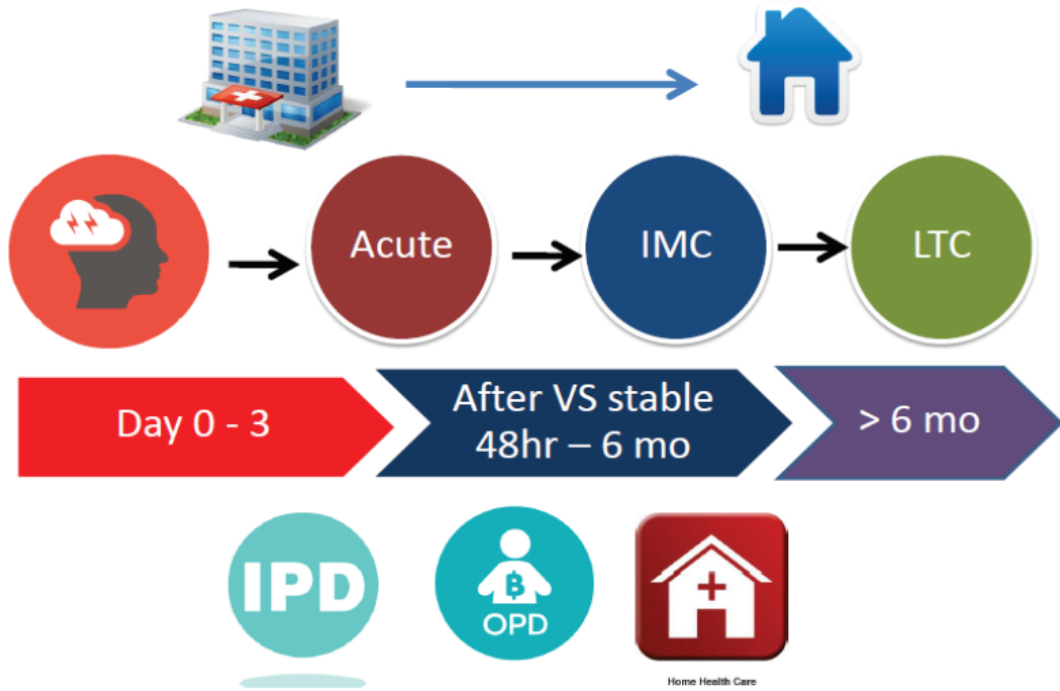 Acute
IMC
LTC
Day 0 - 3
After VS stable
48hr – 6 mo
> 6 mo
IPD
฿
OPD
Home Health Care